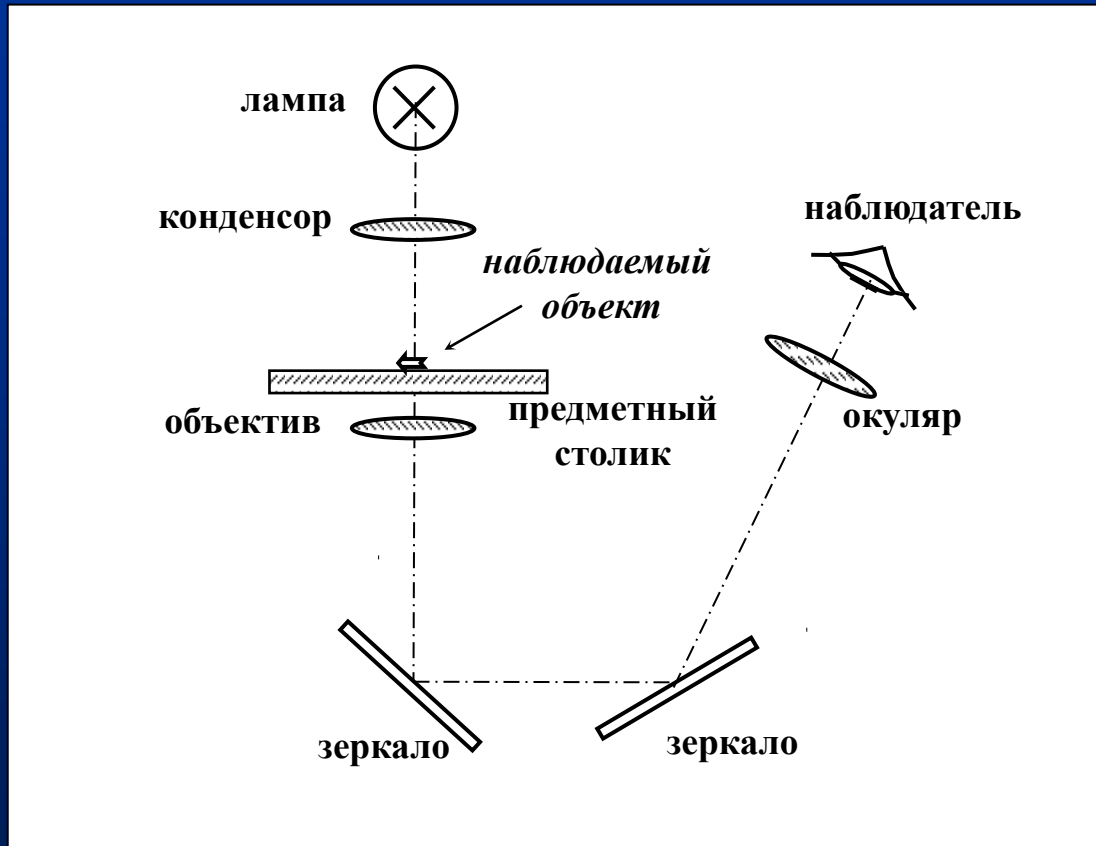 лампа
конденсор
наблюдатель
наблюдаемый
объект
объектив
предметный
столик
окуляр
зеркало
зеркало